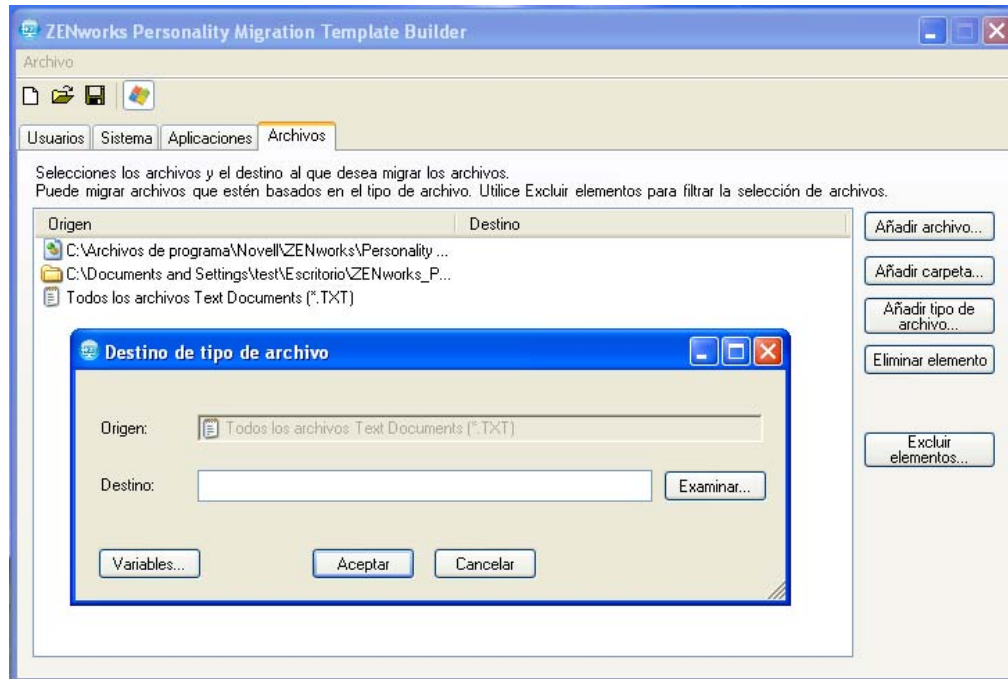 ZENworks Personality Migration Template Builder
Archivo
Usuarios Sistema Aplicaciones Archivos
Selecciones los archivos y el destino al que desea migrar los archivos.
Puede migrar archivos que estén basados en el tipo de archivo. Utilice Excluir elementos para filtrar la selección de archivos.
Origen Destino
C:\Archivos de programa\Novell\ZENworks\Personality ...
C:\Documents and Settings\test\Escritorio\ZENworks_P...
Todos los archivos Text Documents (*.TXT)
Añadir archivo...
Añadir carpeta...
Añadir tipo de
archivo...
Eliminar elemento
Excluir
elementos...
Destino de tipo de archivo
Origen: Todos los archivos Text Documents (*.TXT)
Destino: Examinar...
Variables... Aceptar Cancelar